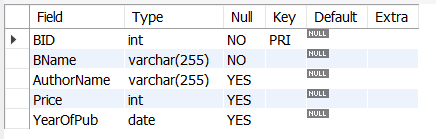 Field Type Null Key Default Extra
BID int NO PRI NULL
BName varchar(255) NO NULL
AuthorName varchar(255) YES NULL
Price int YES NULL
YearOfPub date YES NULL